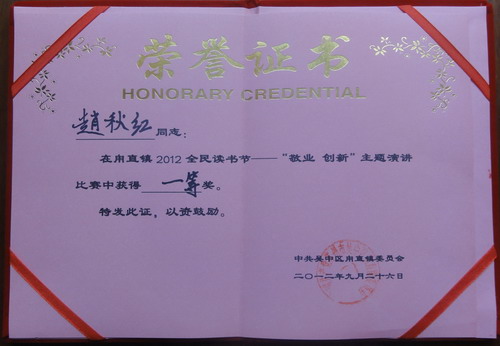 荣誉证书
HONORARY CREDENTIAL
赵秋红同志：
在甪直镇 2012 全民读书节——“敬业 创新”主题演讲
比赛中获得一等奖。
特发此证，以资鼓励。
中共吴中区甪直镇委员会
二〇一二年九月二十六日